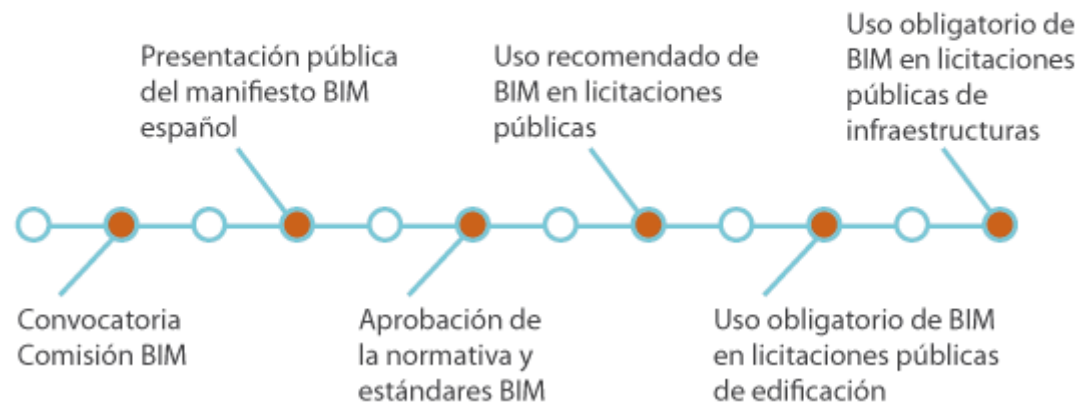 Presentación pública
del manifiesto BIM
español
Uso recomendado de
BIM en licitaciones
públicas
Uso obligatorio de
BIM en licitaciones
públicas de
infraestructuras
Convocatoria
Comisión BIM
Aprobación de
la normativa y
estándares BIM
Uso obligatorio de BIM
en licitaciones públicas
de edificación